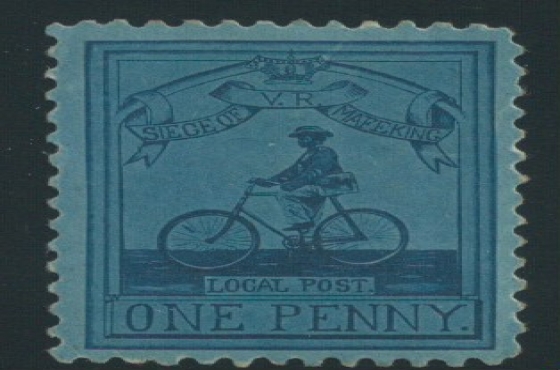 V. R.
SIEGE OF MAFEKING
LOCAL POST.
ONE PENNY.